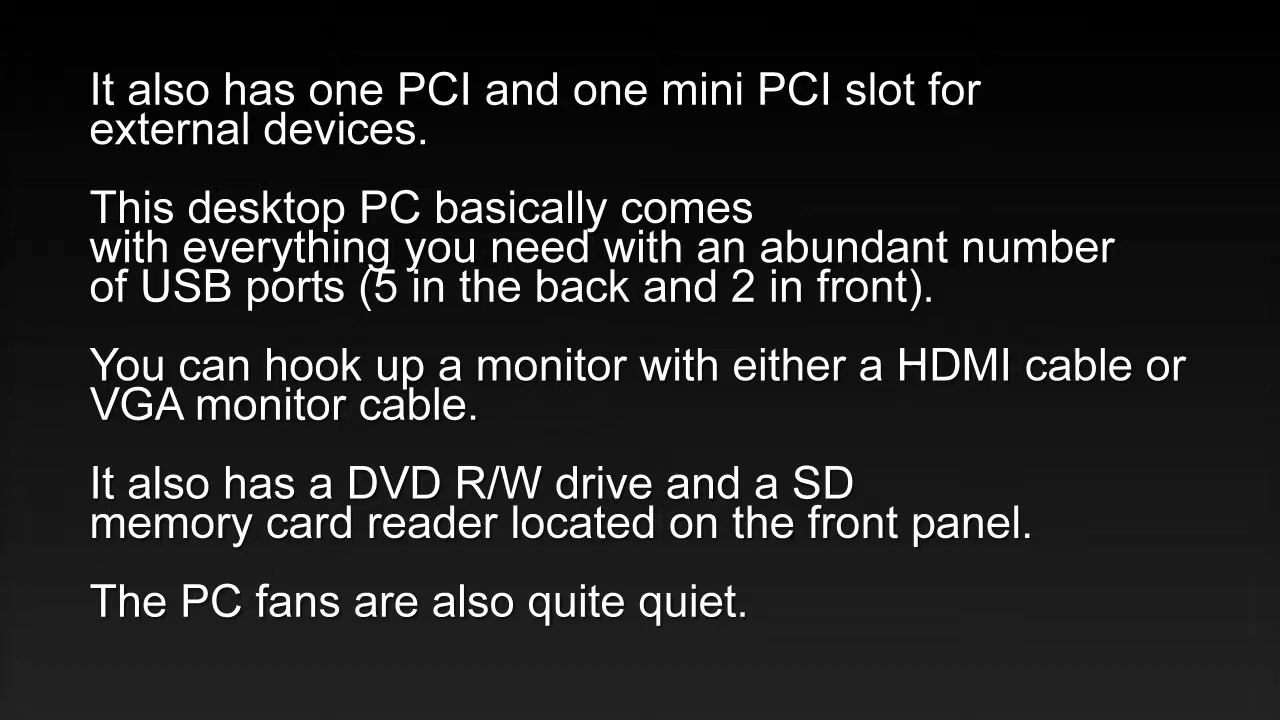 It also has one PCI and one mini PCI slot for
external devices.
This desktop PC basically comes
with everything you need with an abundant number
of USB ports (5 in the back and 2 in front).
You can hook up a monitor with either a HDMI cable or
VGA monitor cable.
It also has a DVD R/W drive and a SD
memory card reader located on the front panel.
The PC fans are also quite quiet.